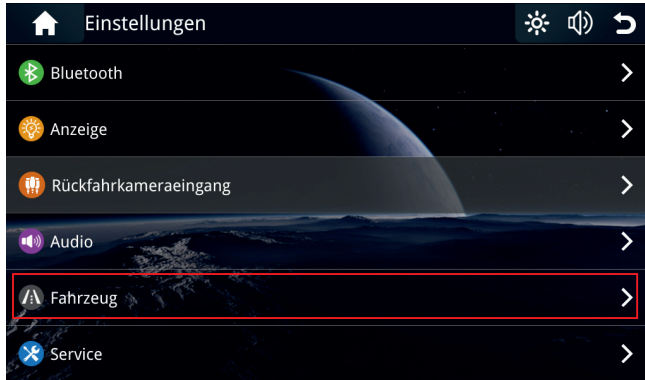 Einstellungen
Bluetooth
Anzeige
Rückfahrkameraeingang
Audio
Fahrzeug
Service